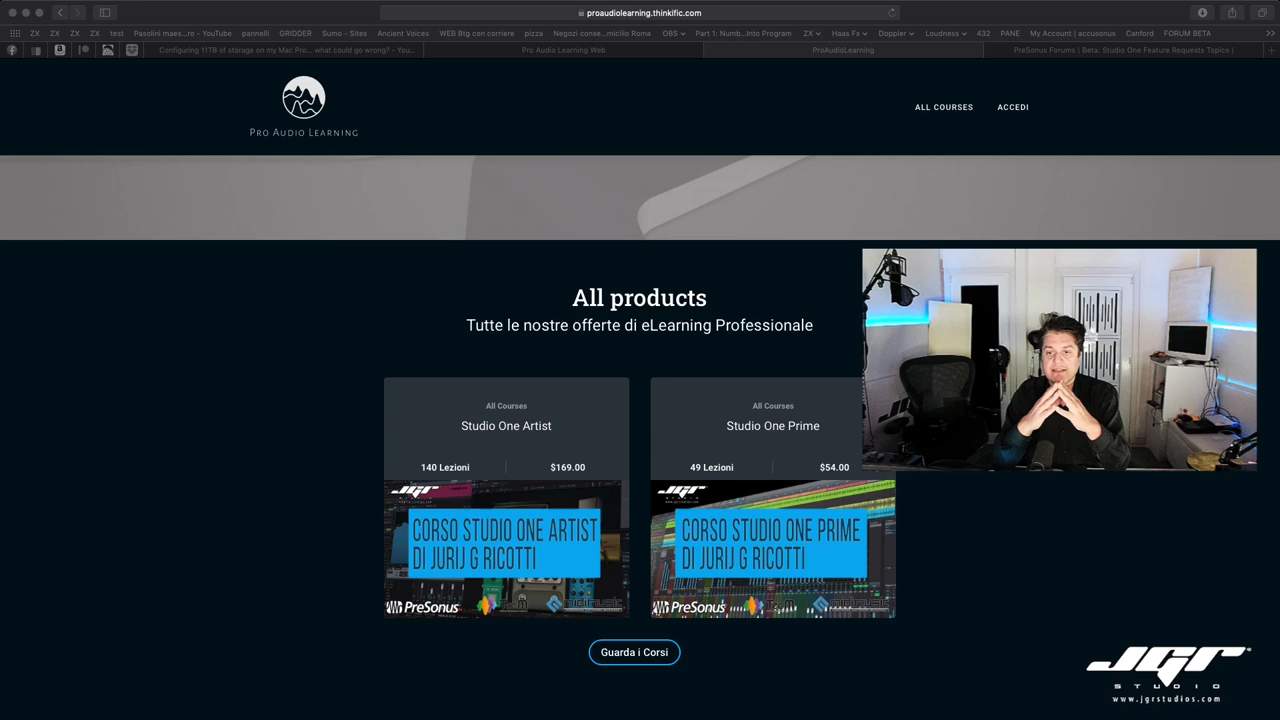 proaudiolearning.thinkific.com
ZX ZX ZX ZX test Pasolini maes...ro - YouTube pannelli GRIDDER Sumo - Sites Ancient Voices WEB Btg con corriere pizza Negozi conse...micilio Roma OBS Part 1: Numb...Into Program ZX Haas Fx Doppler Loudness 432 PANE My Account | accusonus Canford FORUM BETA
Configuring 11TB of storage on my Mac Pro... what could go wrong? - You... Pro Audio Learning Web ProAudioLearning PreSonus Forums | Beta: Studio One Feature Requests Topics |
PRO AUDIO LEARNING
ALL COURSES ACCEDI
All products
Tutte le nostre offerte di eLearning Professionale
All Courses
Studio One Artist
140 Lezioni $169.00
JGR
CORSO STUDIO ONE ARTIST
DI JURIJ G RICOTTI
PreSonus midimusic
All Courses
Studio One Prime
49 Lezioni $54.00
JGR
CORSO STUDIO ONE PRIME
DI JURIJ G RICOTTI
PreSonus midimusic
Guarda i Corsi
JGR
STUDIO
www.jgrstudios.com